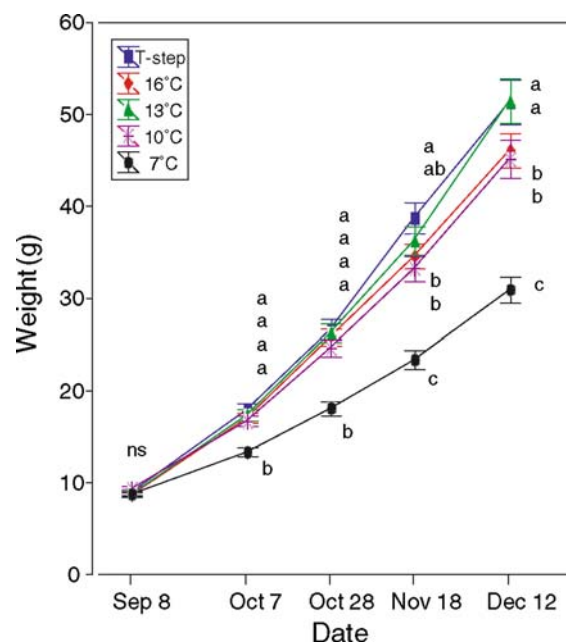 60
T-step
16°C
13°C
10°C
7°C
50
40
30
20
10
0
Weight (g)
ns
a
a
a
a
b
a
a
a
a
b
a
ab
b
b
c
a
a
b
b
c
Sep 8 Oct 7 Oct 28 Nov 18 Dec 12
Date